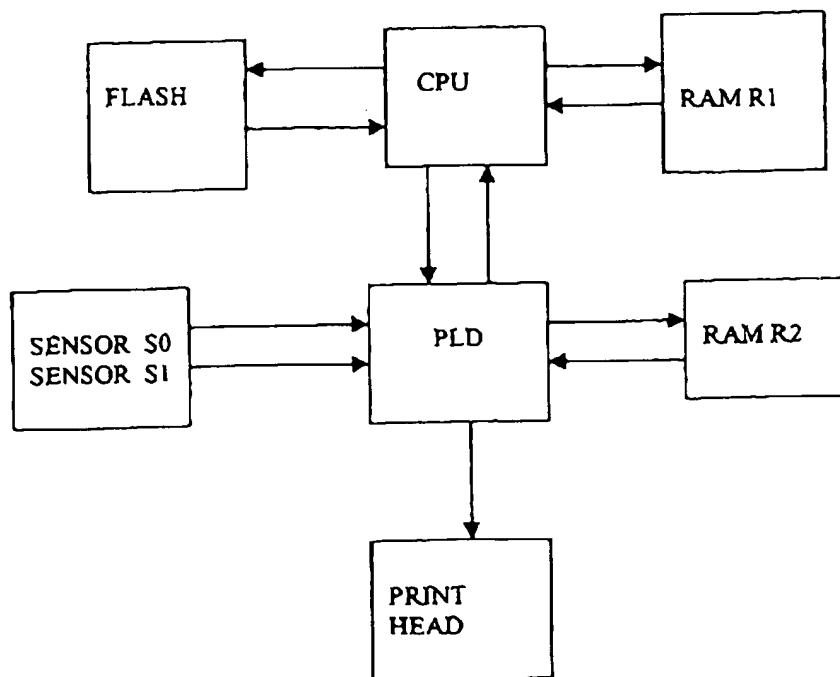 FLASH
CPU
RAM R1
SENSOR S0
SENSOR S1
PLD
RAM R2
PRINT
HEAD